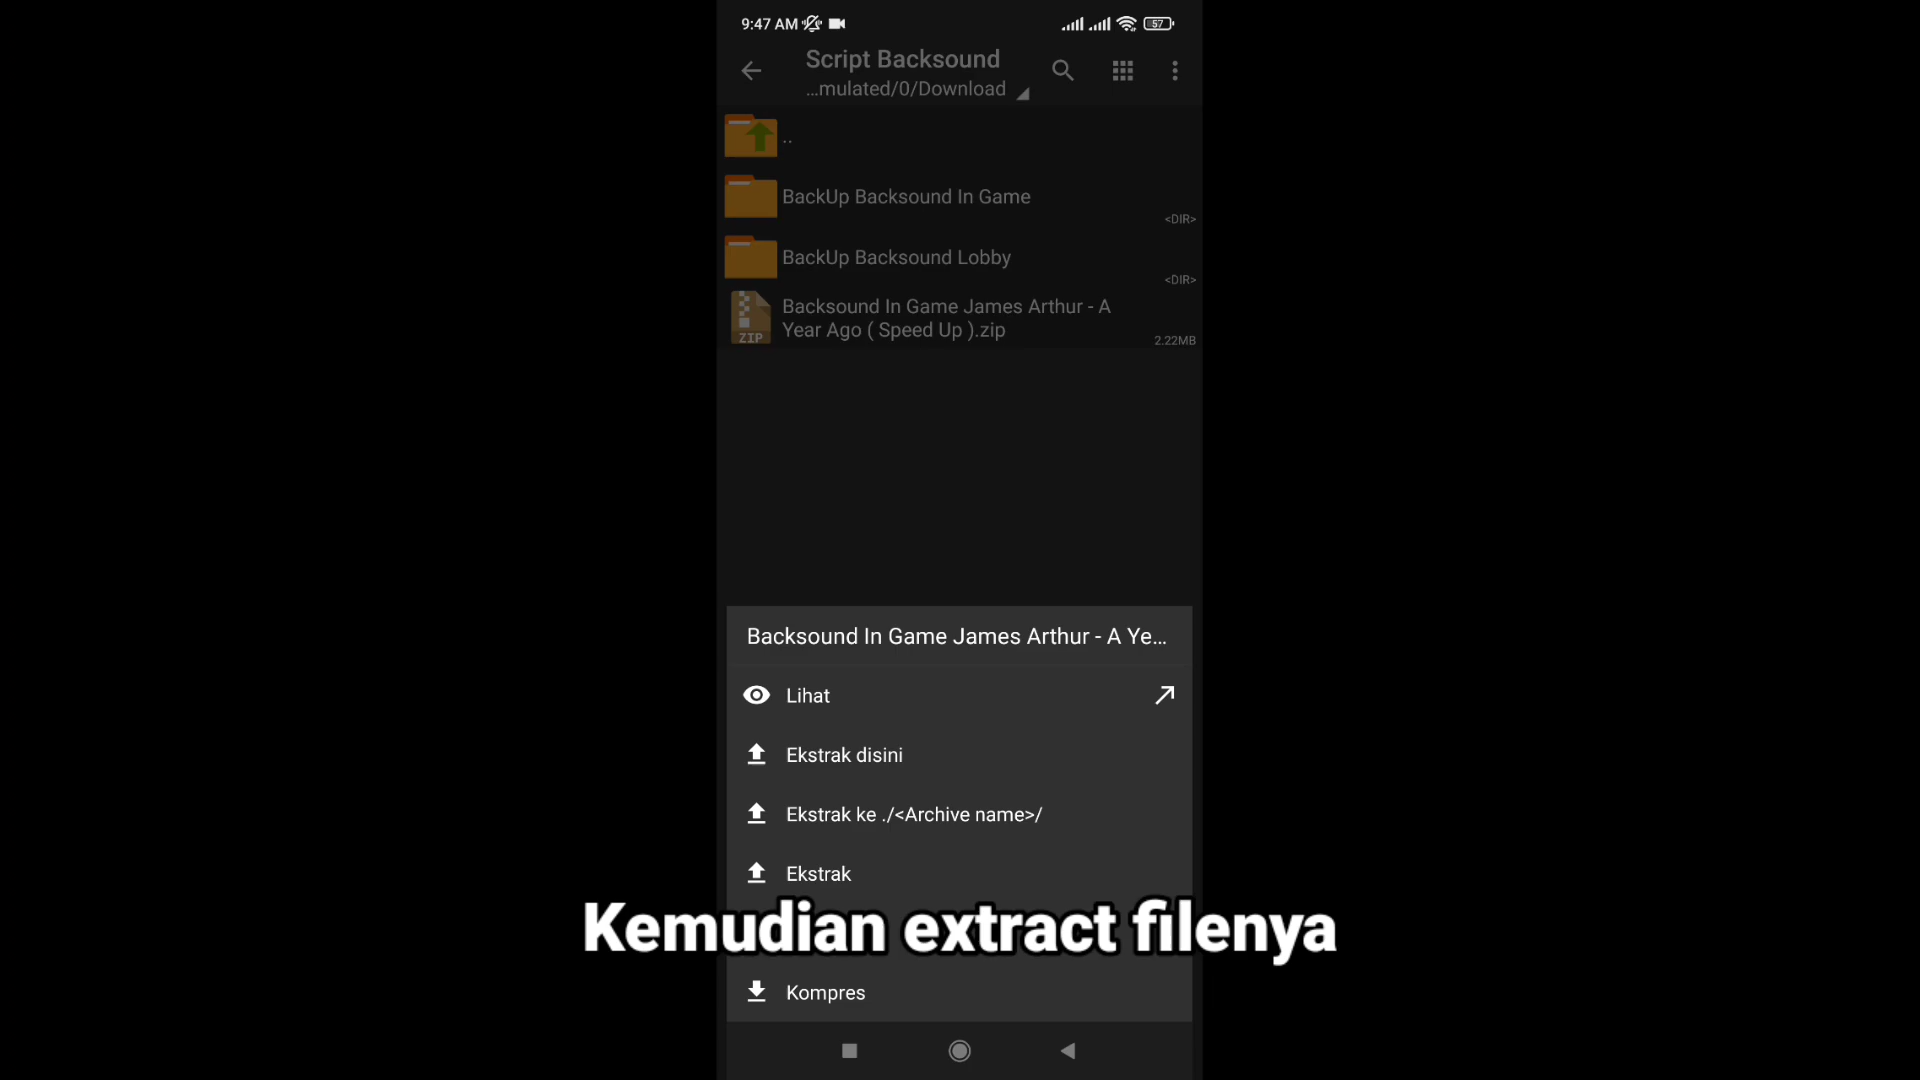 9:47 AM
57
Script Backsound
...mulated/0/Download
..
BackUp Backsound In Game
<DIR>
BackUp Backsound Lobby
<DIR>
Backsound In Game James Arthur - A
Year Ago ( Speed Up ).zip
ZIP
2.22MB
Backsound In Game James Arthur - A Ye...
Lihat
Ekstrak disini
Ekstrak ke ./<Archive name>/
Ekstrak
Kemudian extract filenya
Kompres